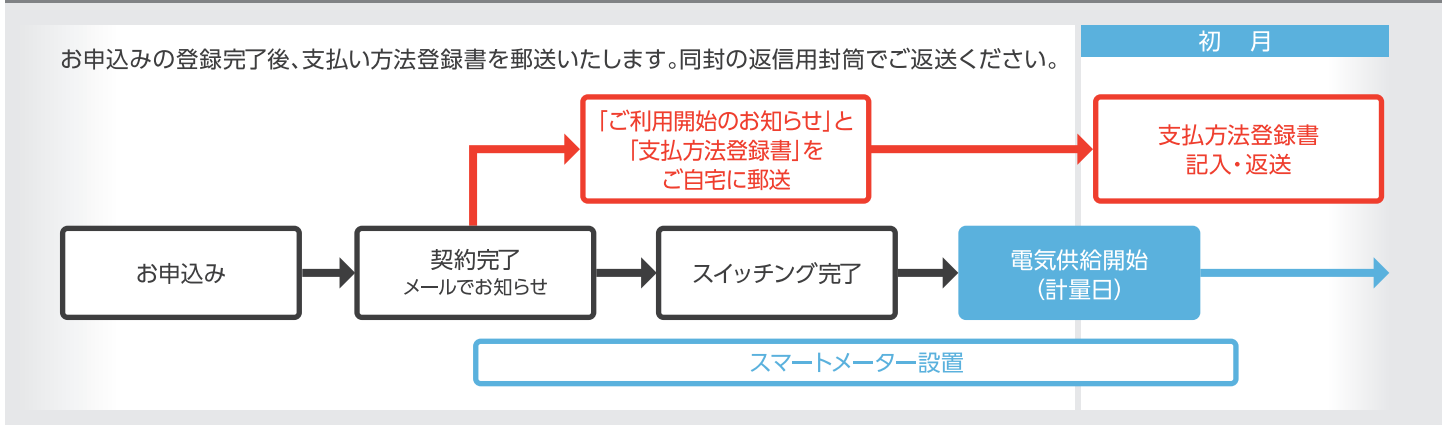 お申込みの登録完了後、支払い方法登録書を郵送いたします。同封の返信用封筒でご返送ください。
初　月
「ご利用開始のお知らせ」と
「支払方法登録書」を
ご自宅に郵送
支払方法登録書
記入・返送
お申込み
契約完了
メールでお知らせ
スイッチング完了
電気供給開始
（計量日）
スマートメーター設置